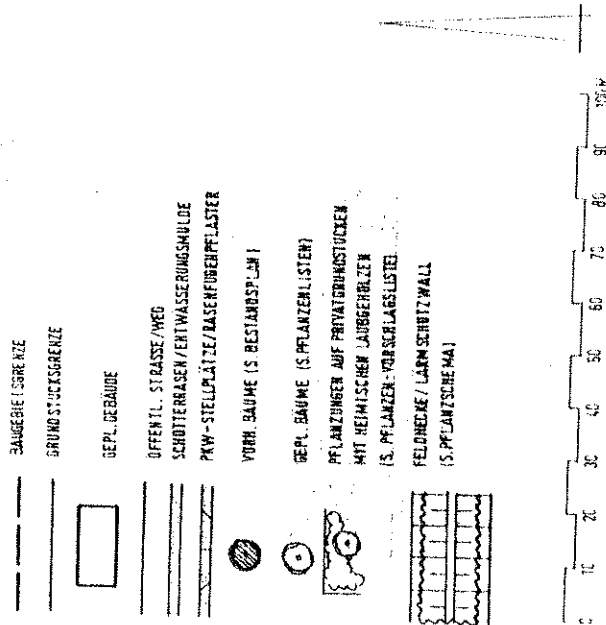 BAUGEBIETSGRENZE
GRUNDSTÜCKSGRENZE
GEPL. GEBÄUDE
ÖFFENTL. STRASSE/WEG
SCHOTTERRASEN/ENTWÄSSERUNGSMULDE
PKW-STELLPLÄTZE/RASENFUGENPFLASTER
VORH. BÄUME (S. BESTANDSPLAN)
GEPL. BÄUME (S. PFLANZENLISTEN)
PFLANZUNGEN AUF PRIVATGRUNDSTÜCKEN
MIT HEIMISCHEN LAUBGEHÖLZEN
(S. PFLANZEN-VORSCHLAGSLISTE)
FELDHECKE/LÄRMSCHUTZWALL
(S. PFLANZSCHEMA)
0 10 20 30 40 50 60 70 80 90 100M